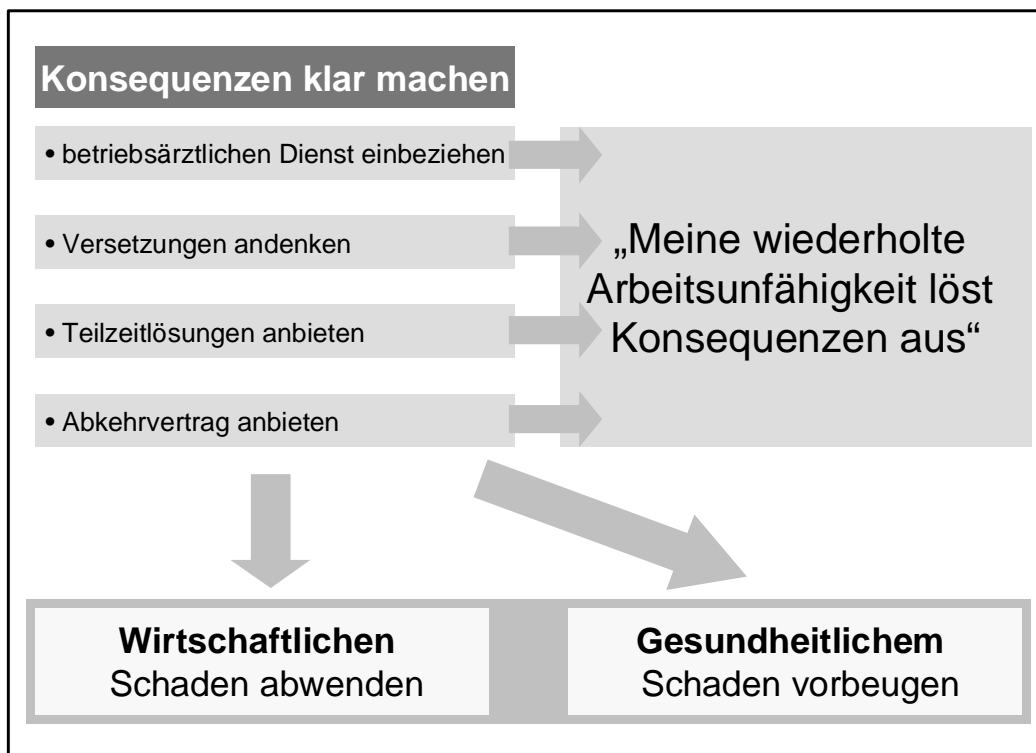 Konsequenzen klar machen
• betriebsärztlichen Dienst einbeziehen
• Versetzungen andenken
• Teilzeitlösungen anbieten
• Abkehrvertrag anbieten
„Meine wiederholte
Arbeitsunfähigkeit löst
Konsequenzen aus“
Wirtschaftlichen
Schaden abwenden
Gesundheitlichem
Schaden vorbeugen